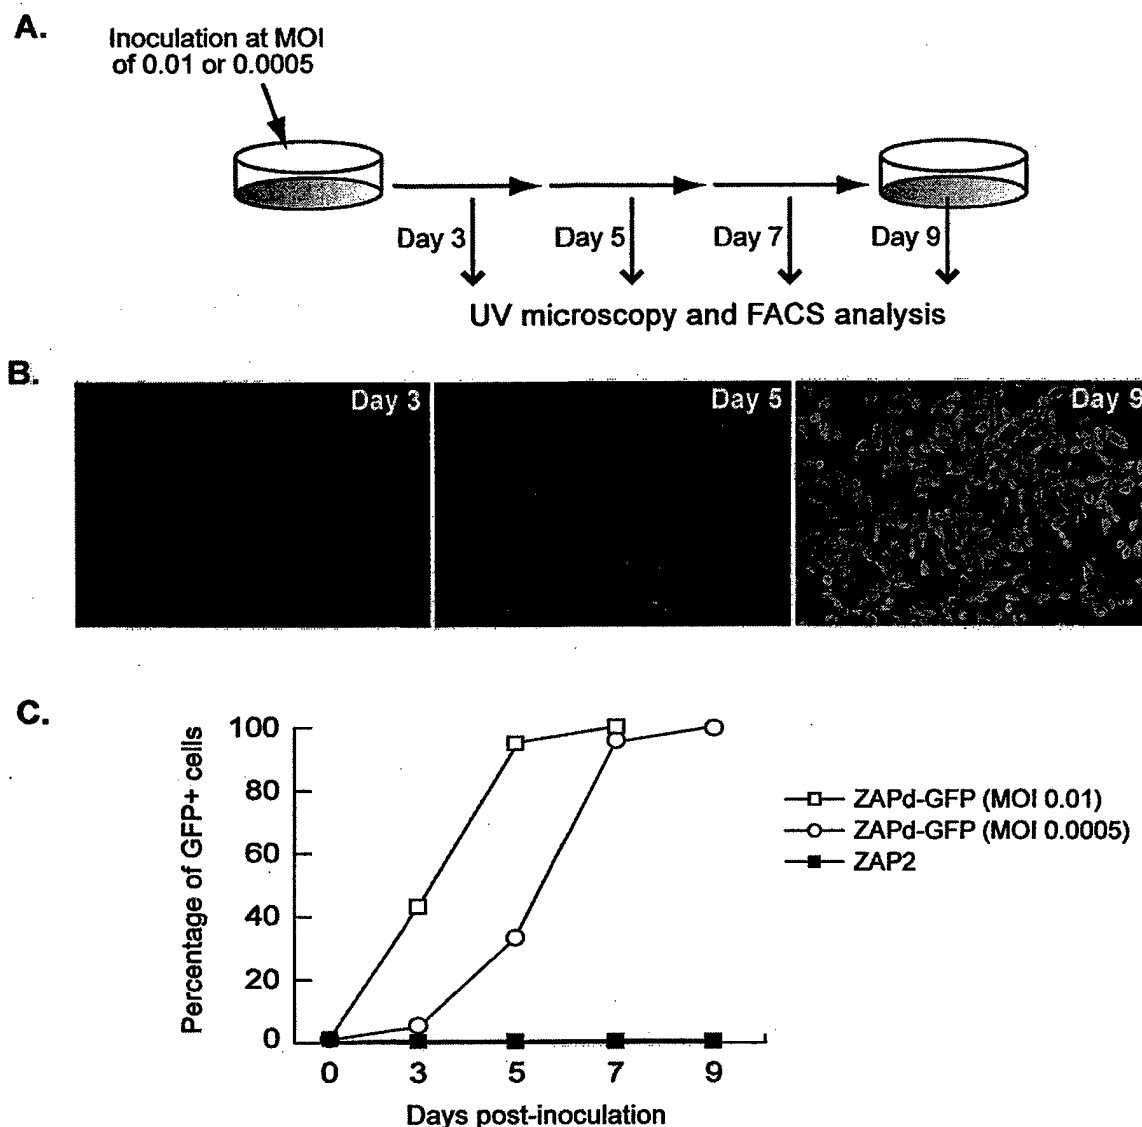 A.
Inoculation at MOI
of 0.01 or 0.0005
Day 3
Day 5
Day 7
Day 9
UV microscopy and FACS analysis
B.
Day 3
Day 5
Day 9
C.
Percentage of GFP+ cells
100
80
60
40
20
0
0
3
5
7
9
Days post-inoculation
ZAPd-GFP (MOI 0.01)
ZAPd-GFP (MOI 0.0005)
ZAP2